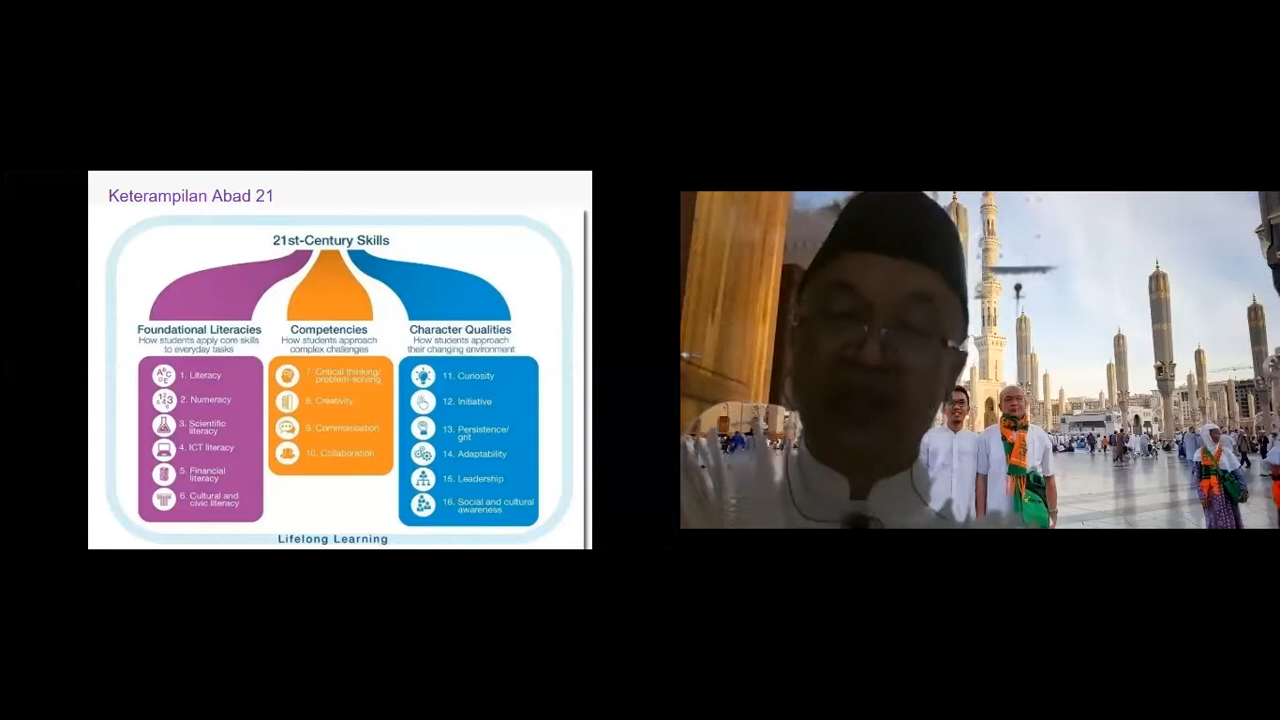 Keterampilan Abad 21
21st-Century Skills
Foundational Literacies
How students apply core skills
to everyday tasks
1. Literacy
2. Numeracy
3. Scientific
literacy
4. ICT literacy
5. Financial
literacy
6. Cultural and
civic literacy
Competencies
How students approach
complex challenges
7. Critical thinking/
problem-solving
8. Creativity
9. Communication
10. Collaboration
Character Qualities
How students approach
their changing environment
11. Curiosity
12. Initiative
13. Persistence/
grit
14. Adaptability
15. Leadership
16. Social and cultural
awareness
Lifelong Learning